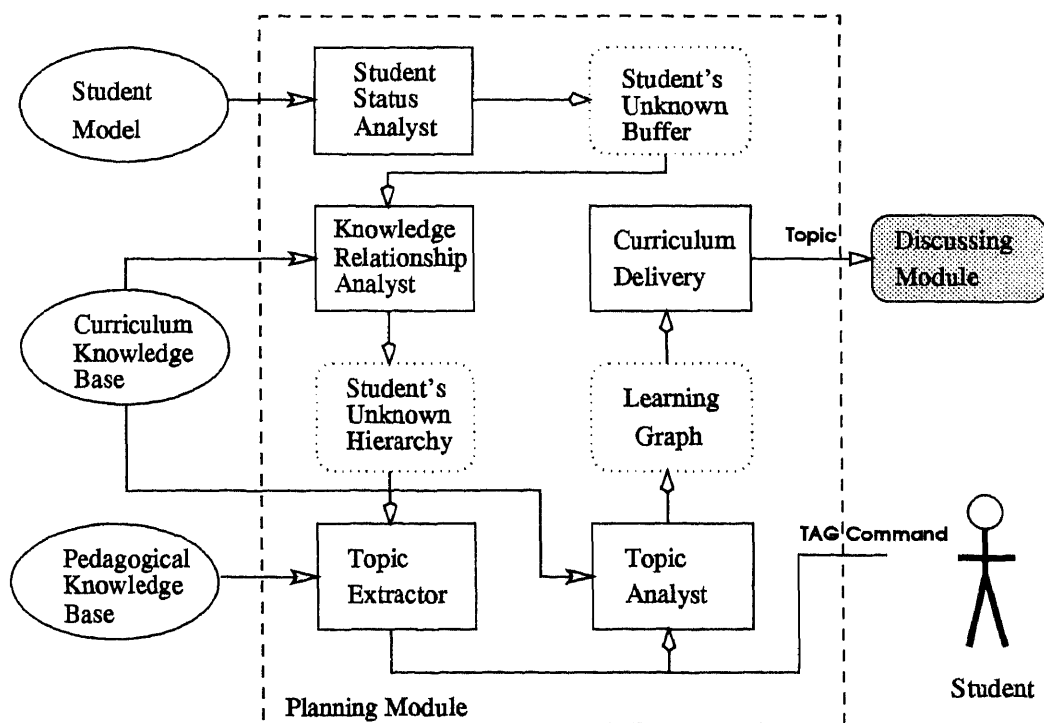 Student
Model
Student
Status
Analyst
Student's
Unknown
Buffer
Knowledge
Relationship
Analyst
Curriculum
Delivery
Topic
Discussing
Module
Curriculum
Knowledge
Base
Student's
Unknown
Hierarchy
Learning
Graph
Pedagogical
Knowledge
Base
Topic
Extractor
Topic
Analyst
TAG Command
Student
Planning Module